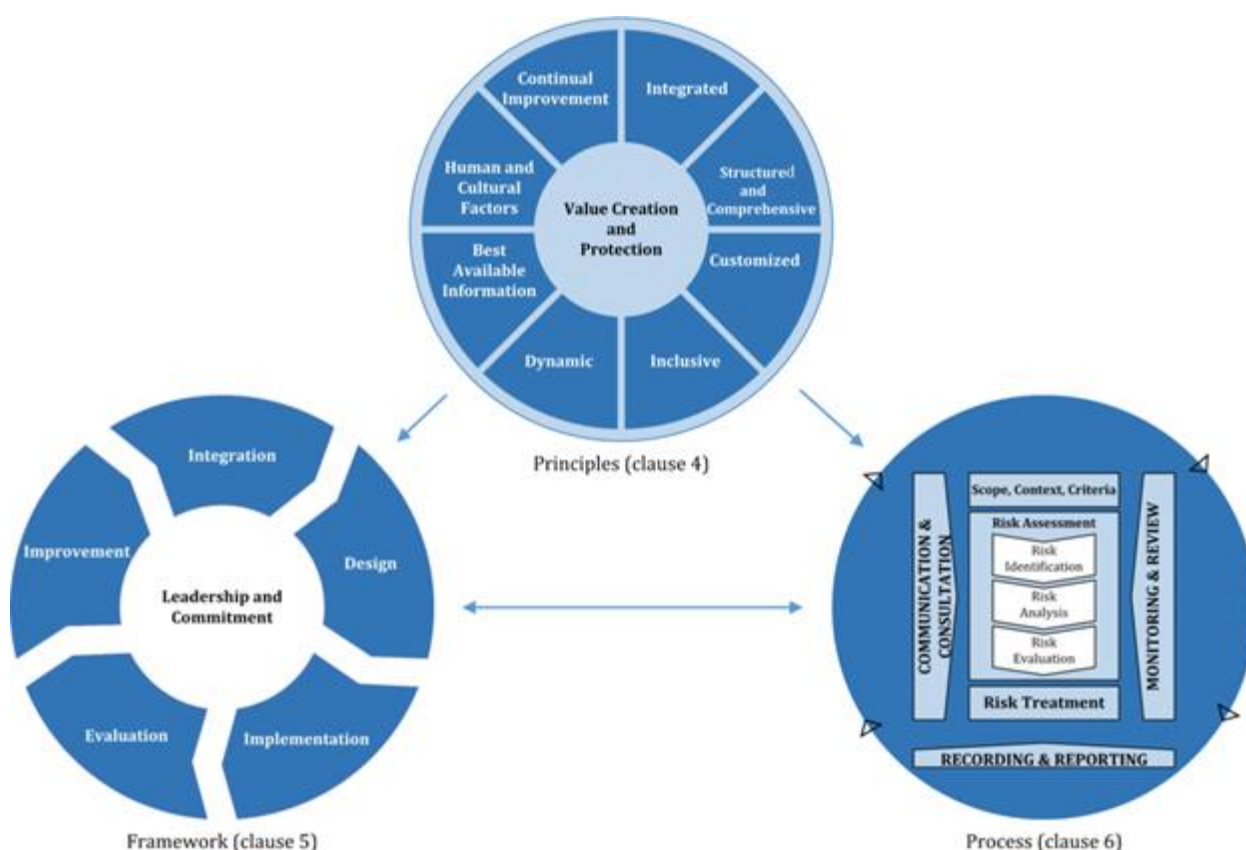 Continual
Improvement
Integrated
Human and
Cultural
Factors
Structured
and
Comprehensive
Value Creation
and
Protection
Best
Available
Information
Customized
Dynamic
Inclusive
Principles (clause 4)
Integration
Improvement
Design
Leadership and
Commitment
Evaluation
Implementation
Framework (clause 5)
COMMUNICATION &
CONSULTATION
Scope, Context, Criteria
Risk Assessment
Risk
Identification
Risk
Analysis
Risk
Evaluation
Risk Treatment
MONITORING & REVIEW
RECORDING & REPORTING
Process (clause 6)